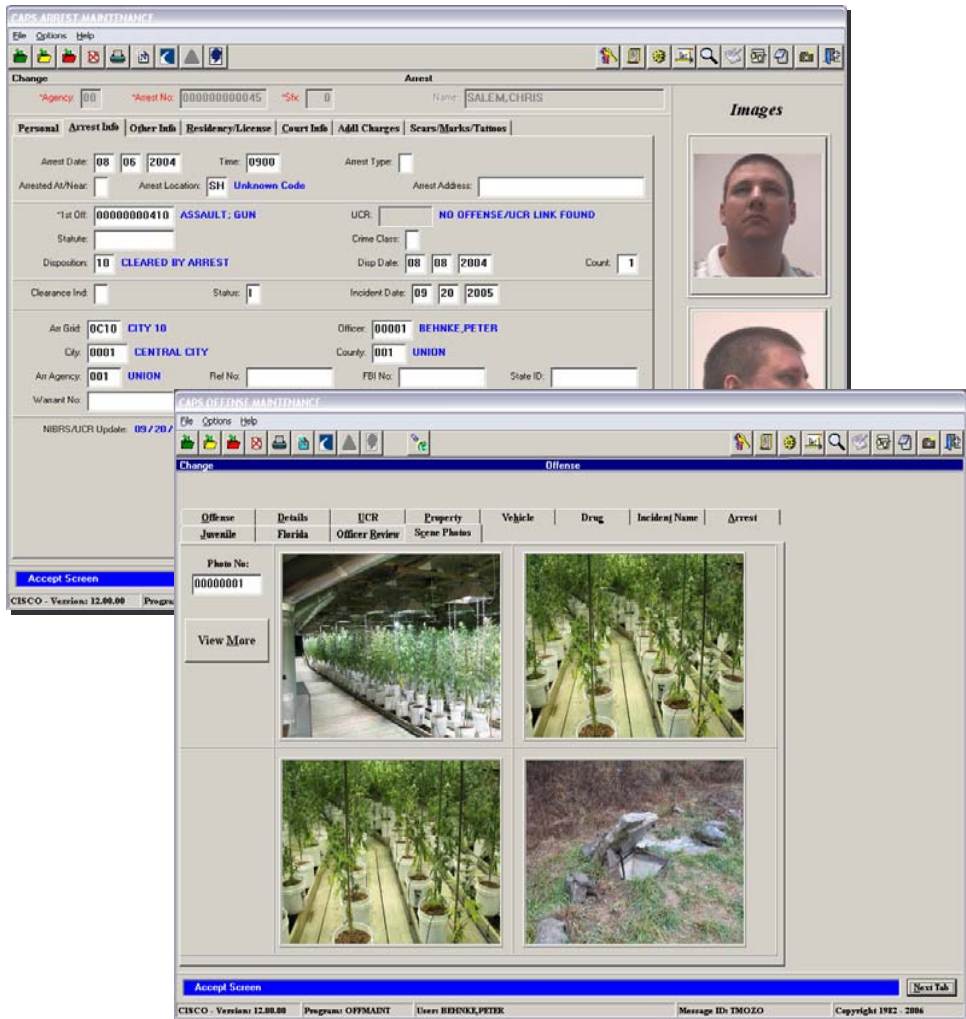 CAPS ARREST MAINTENANCE
File Options Help
Change Arrest
*Agency: 00 *Arrest No: 000000000045 *Sfx: 0 Name: SALEM,CHRIS
Images
Personal Arrest Info Other Info Residency/License Court Info Addl Charges Scars/Marks/Tattoos
Arrest Date: 08 06 2004 Time: 0900 Arrest Type:
Arrested At/Near: Arrest Location: SH Unknown Code Arrest Address:
*1st Off: 00000000410 ASSAULT; GUN UCR: NO OFFENSE/UCR LINK FOUND
Statute: Crime Class:
Disposition: 10 CLEARED BY ARREST Disp Date: 08 08 2004 Count: 1
Clearance Ind: Status: I Incident Date: 09 20 2005
Arr Grid: 0C10 CITY 10 Officer: 00001 BEHNKE,PETER
City: 0001 CENTRAL CITY County: 001 UNION
Arr Agency: 001 UNION Ref No: FBI No: State ID:
Warrant No:
NIBRS/UCR Update: 09/20/
Accept Screen
CISCO - Version: 12.00.00 Progra
CAPS OFFENSE MAINTENANCE
File Options Help
Change Offense
Offense Details UCR Property Vehicle Drug Incident Name Arrest
Juvenile Florida Officer Review Scene Photos
Photo No:
00000001
View More
Accept Screen Next Tab
CISCO - Version: 12.00.00 Program: OFFMAINT User: BEHNKE,PETER Message ID: TMOZO Copyright 1982 - 2006